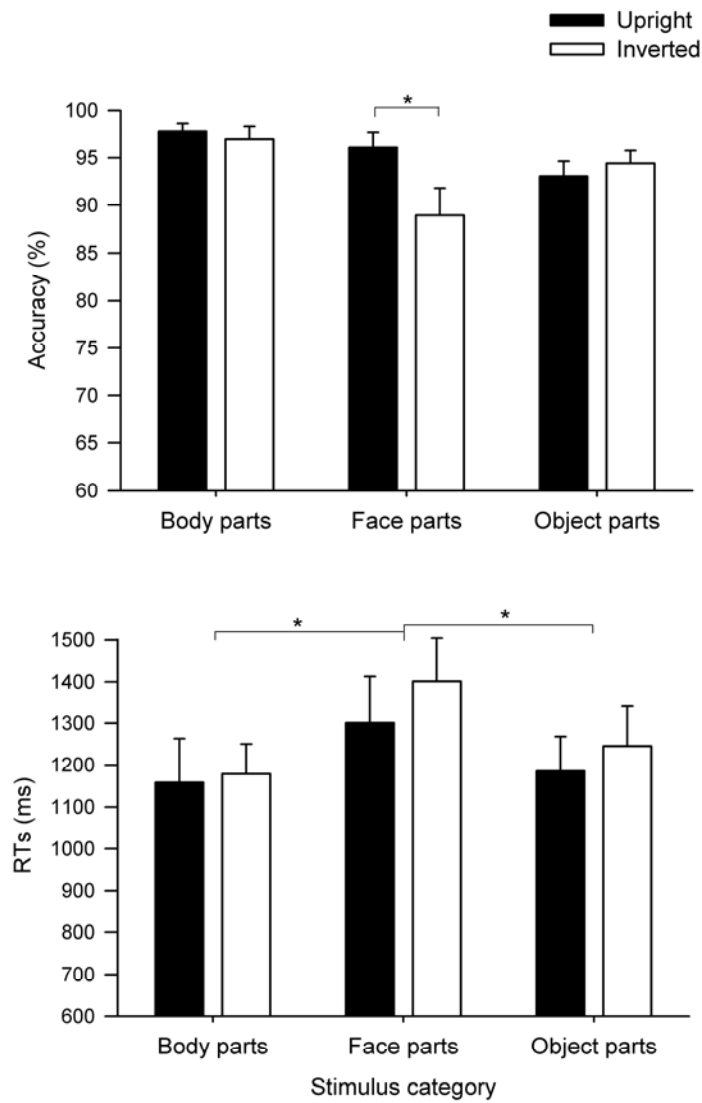 Upright
Inverted
*
100
95
90
85
80
95
70
65
60
Accuracy (%)
Body parts
Face parts
Object parts
*
*
1500
1400
1300
1200
1100
1000
900
800
700
600
RTs (ms)
Body parts
Face parts
Object parts
Stimulus category